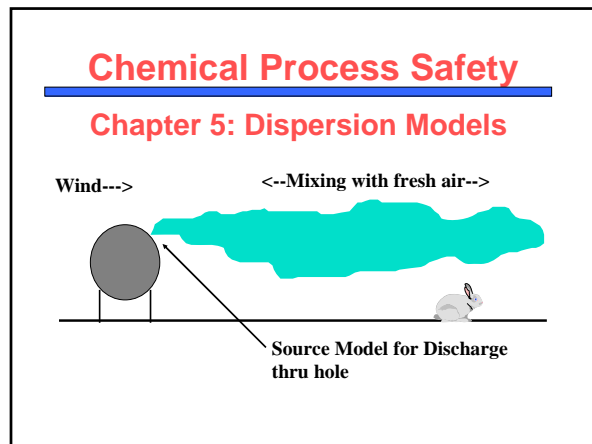 Chemical Process Safety
Chapter 5: Dispersion Models
Wind--->
<--Mixing with fresh air-->
Source Model for Discharge
thru hole